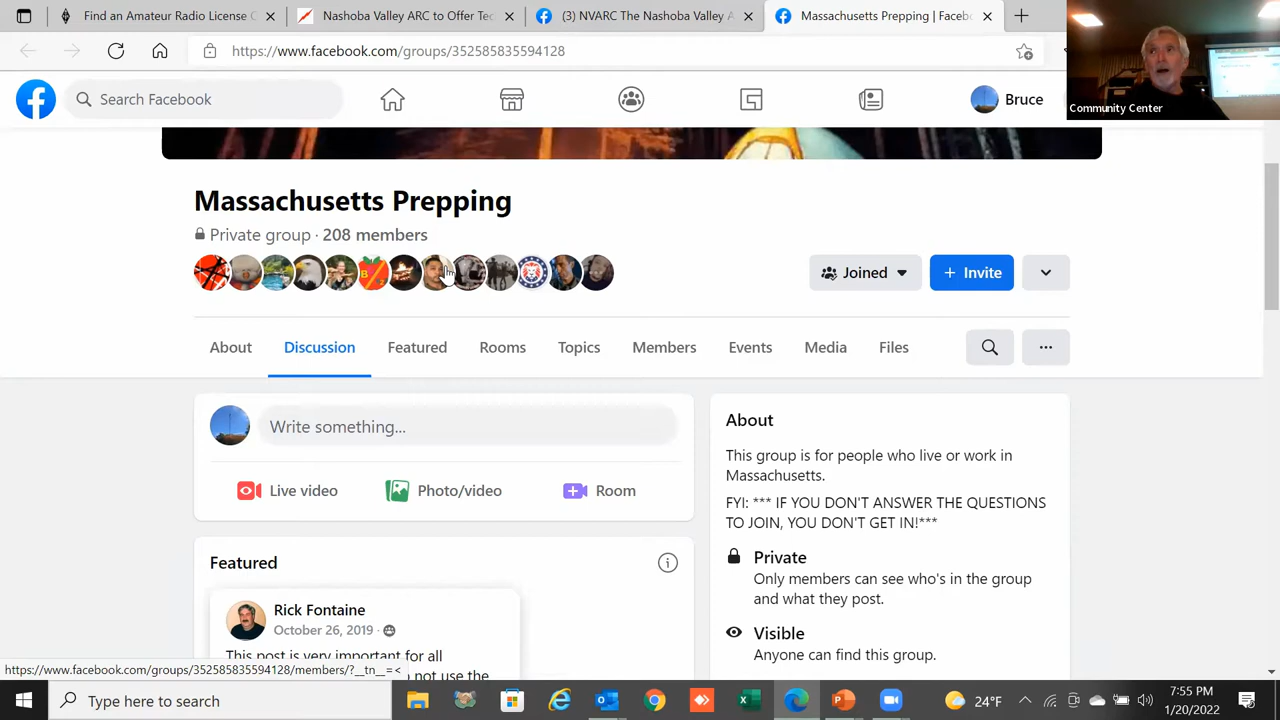 Find an Amateur Radio License C
Nashoba Valley ARC to Offer Tec
(3) NVARC The Nashoba Valley A
Massachusetts Prepping | Faceb
https://www.facebook.com/groups/352585835594128
Search Facebook
Bruce
Community Center
Massachusetts Prepping
Private group · 208 members
Joined
+ Invite
About
Discussion
Featured
Rooms
Topics
Members
Events
Media
Files
Write something...
Live video
Photo/video
Room
About
This group is for people who live or work in
Massachusetts.
FYI: *** IF YOU DON'T ANSWER THE QUESTIONS
TO JOIN, YOU DON'T GET IN!***
Private
Only members can see who's in the group
and what they post.
Visible
Anyone can find this group.
Featured
Rick Fontaine
October 26, 2019 ·
This post is very important for all
not use the
https://www.facebook.com/groups/352585835594128/members/?__tn__=<
Type here to search
24°F
7:55 PM
1/20/2022